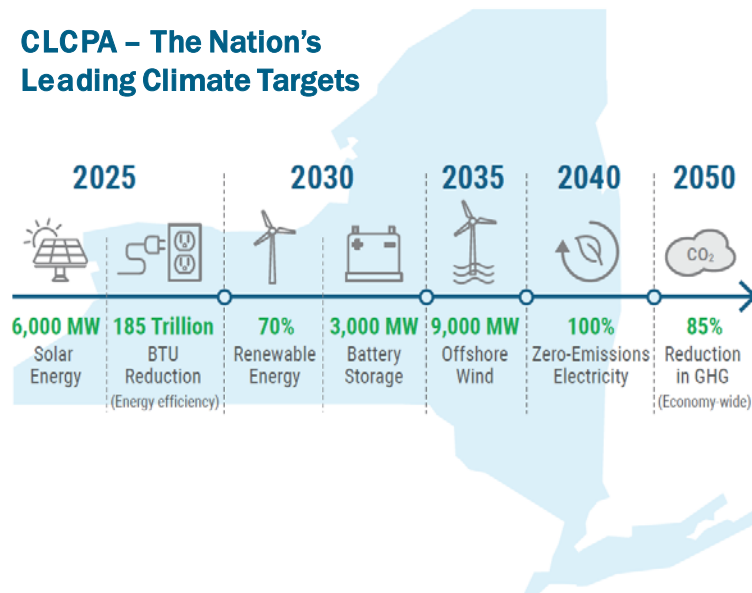 CLCPA – The Nation's
Leading Climate Targets
2025
2030
2035
2040
2050
CO₂
6,000 MW
Solar
Energy
185 Trillion
BTU
Reduction
(Energy efficiency)
70%
Renewable
Energy
3,000 MW
Battery
Storage
9,000 MW
Offshore
Wind
100%
Zero-Emissions
Electricity
85%
Reduction
in GHG
(Economy-wide)